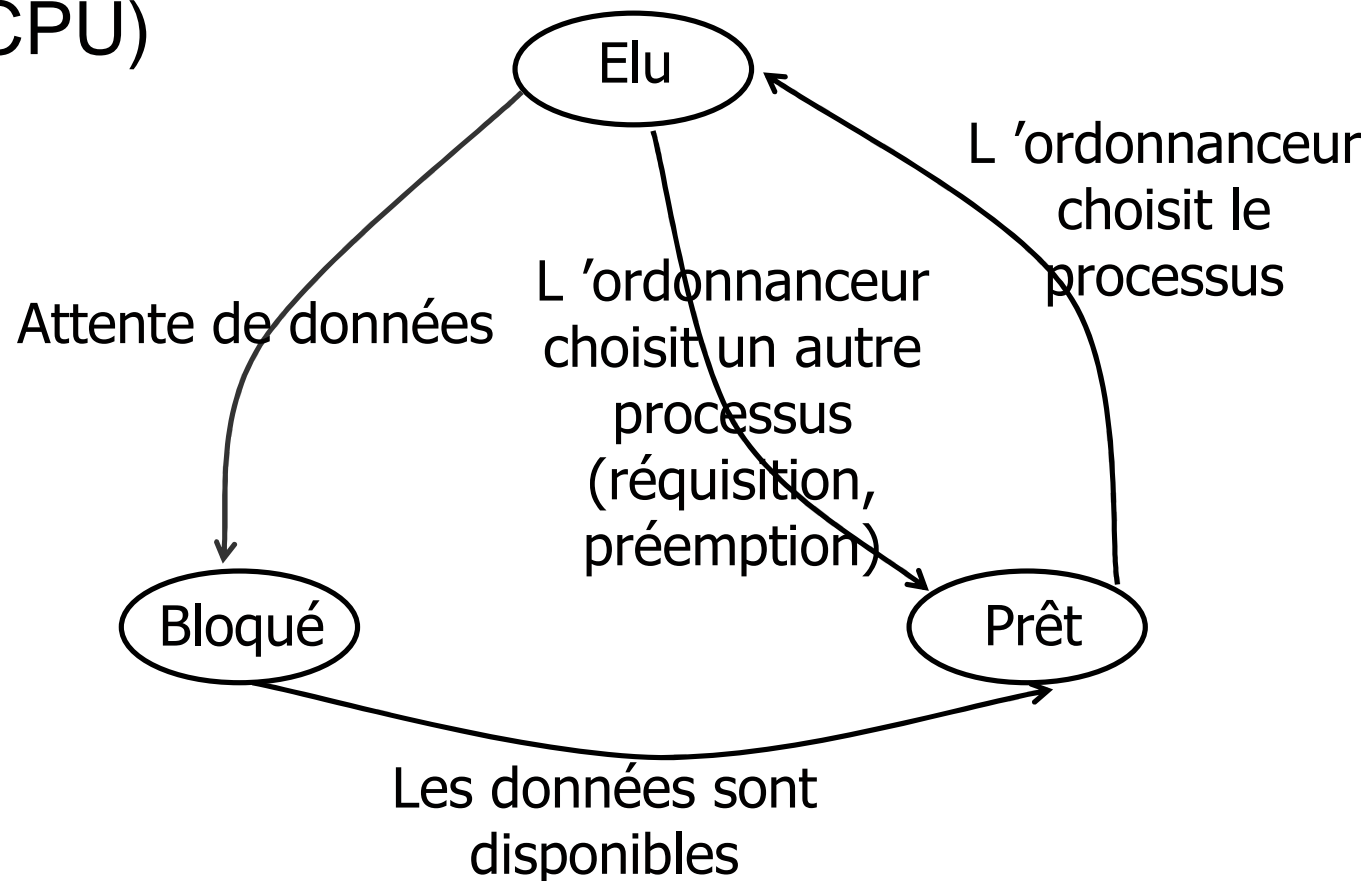 CPU)
Elu
L ’ordonnanceur
choisit le
processus
L ’ordonnanceur
choisit un autre
processus
(réquisition,
préemption)
Attente de données
Bloqué
Prêt
Les données sont
disponibles